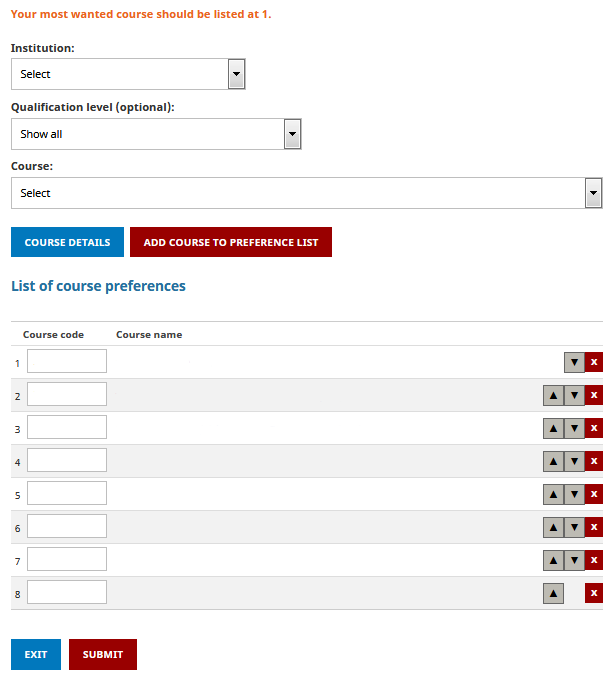 Your most wanted course should be listed at 1.
Institution:
Select
Qualification level (optional):
Show all
Course:
Select
COURSE DETAILS ADD COURSE TO PREFERENCE LIST
List of course preferences
Course code Course name
1 x
2 x
3 x
4 x
5 x
6 x
7 x
8 x
EXIT SUBMIT